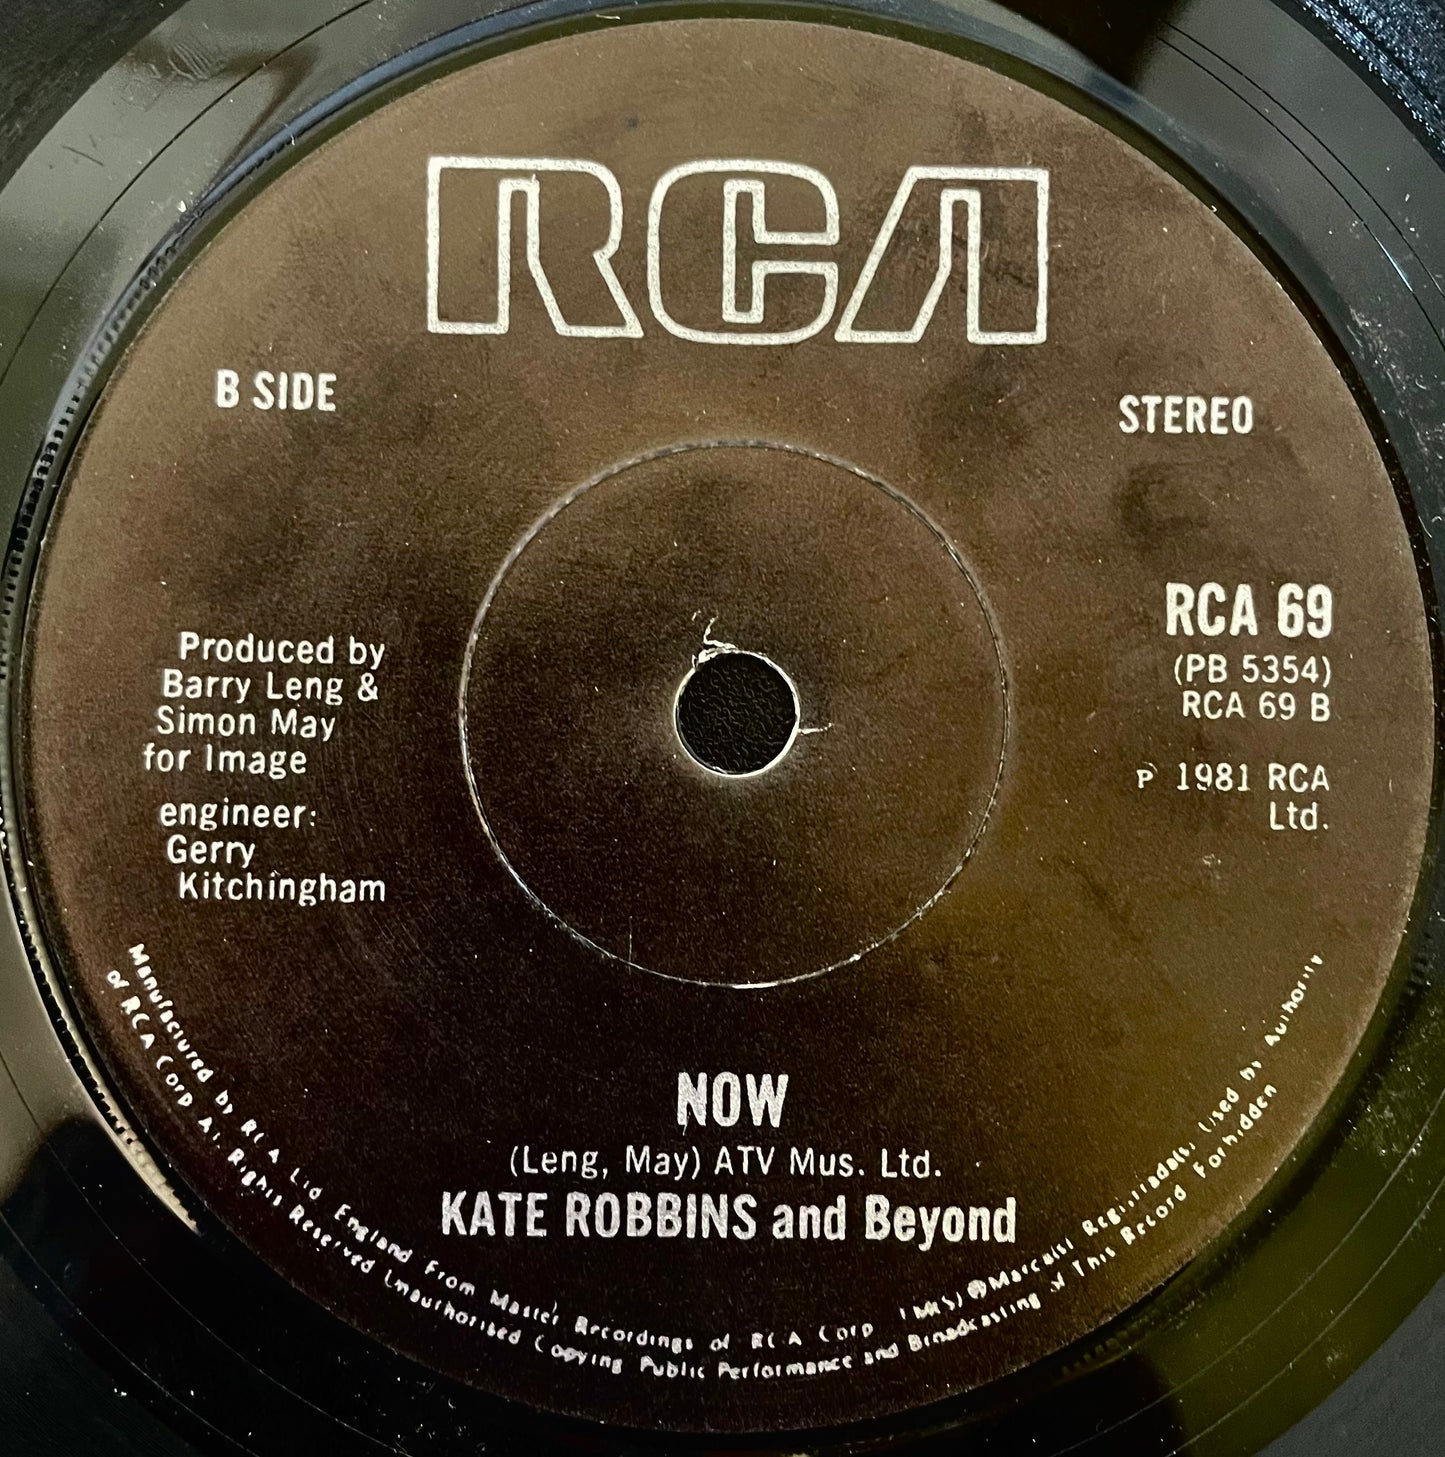 RCA
B SIDE
STEREO
Produced by
Barry Leng &
Simon May
for Image
engineer:
Gerry
Kitchingham
RCA 69
(PB 5354)
RCA 69 B
P 1981 RCA
Ltd.
NOW
(Leng, May) ATV Mus. Ltd.
KATE ROBBINS and Beyond
Manufactured by RCA Ltd England From Master Recordings of RCA Corp TMK(S) ® Marca(s) Registrada(s). Used by Authority
of RCA Corp All Rights Reserved Unauthorised Copying Public Performance and Broadcasting of This Record Forbidden